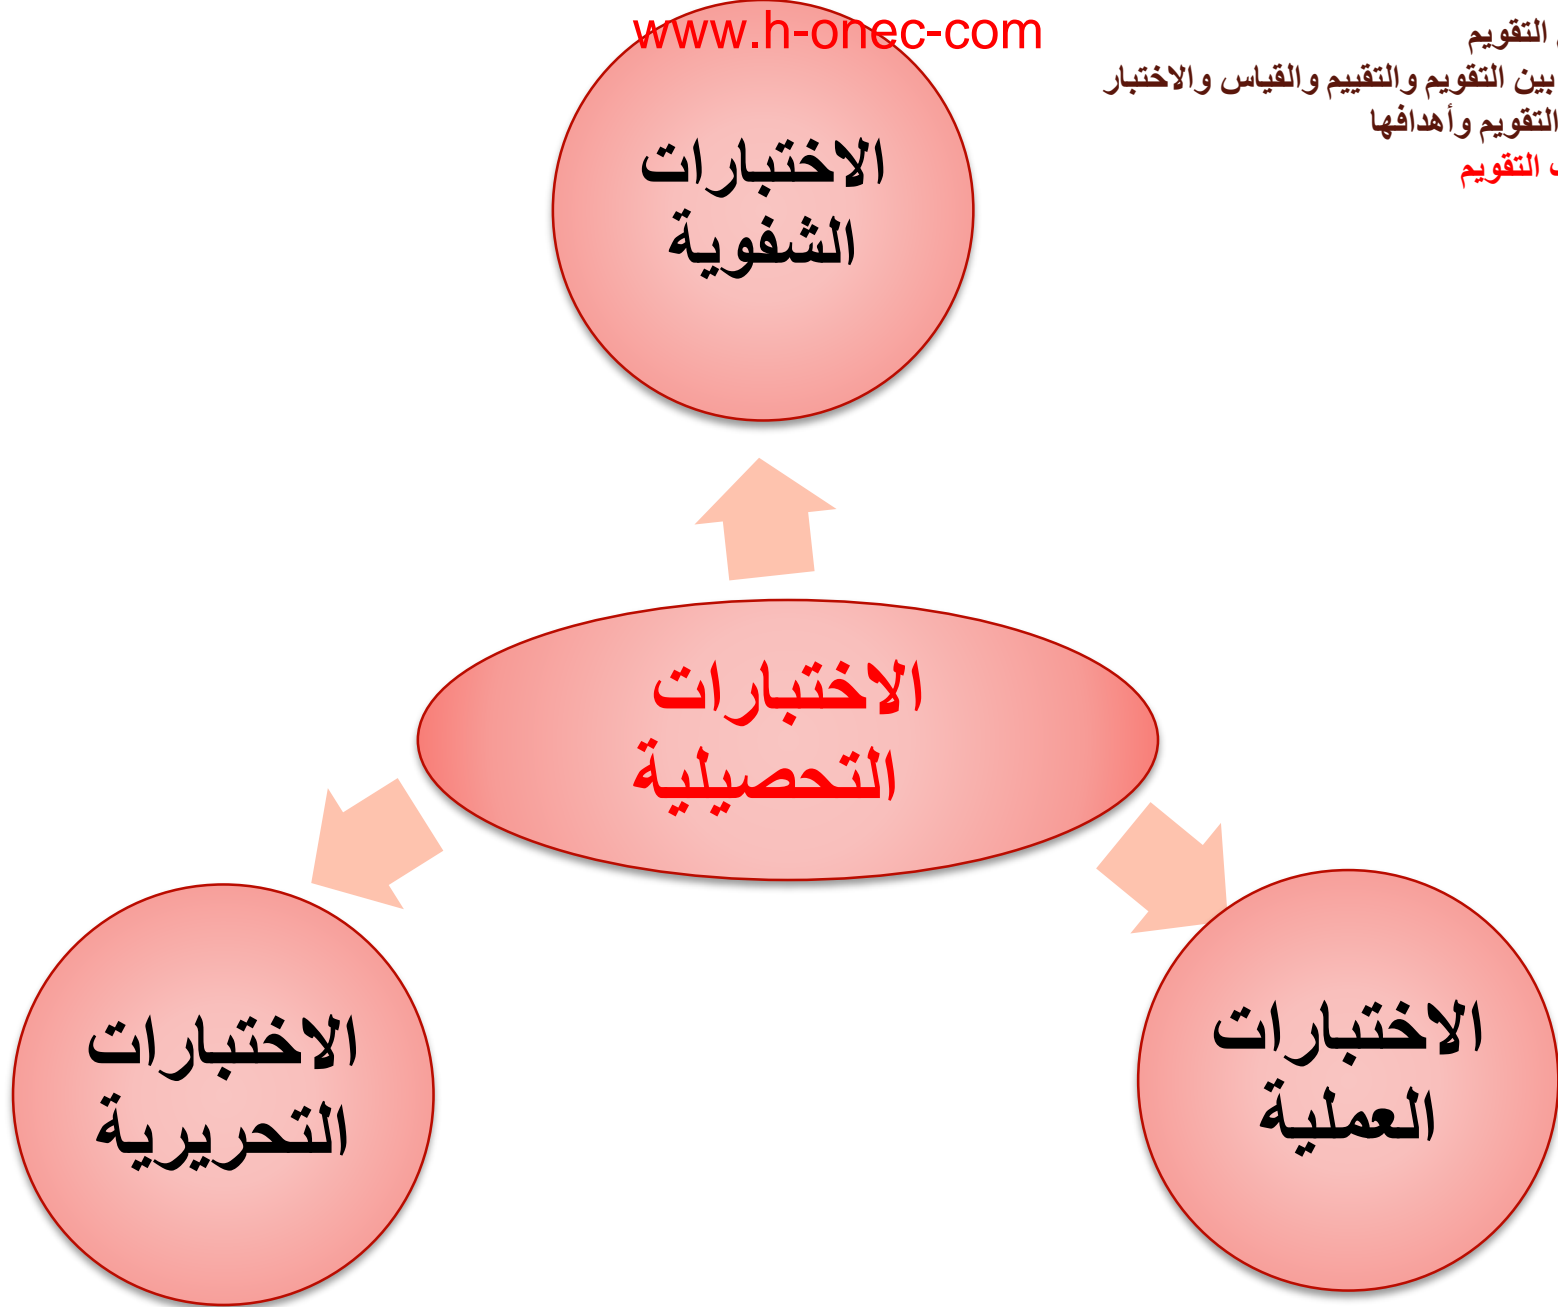 www.h-onec-com
التقويم
بين التقويم والتقييم والقياس والاختبار
التقويم وأهدافها
التقويم
الاختبارات
الشفوية
الاختبارات
التحصيلية
الاختبارات
العملية
الاختبارات
التحريرية